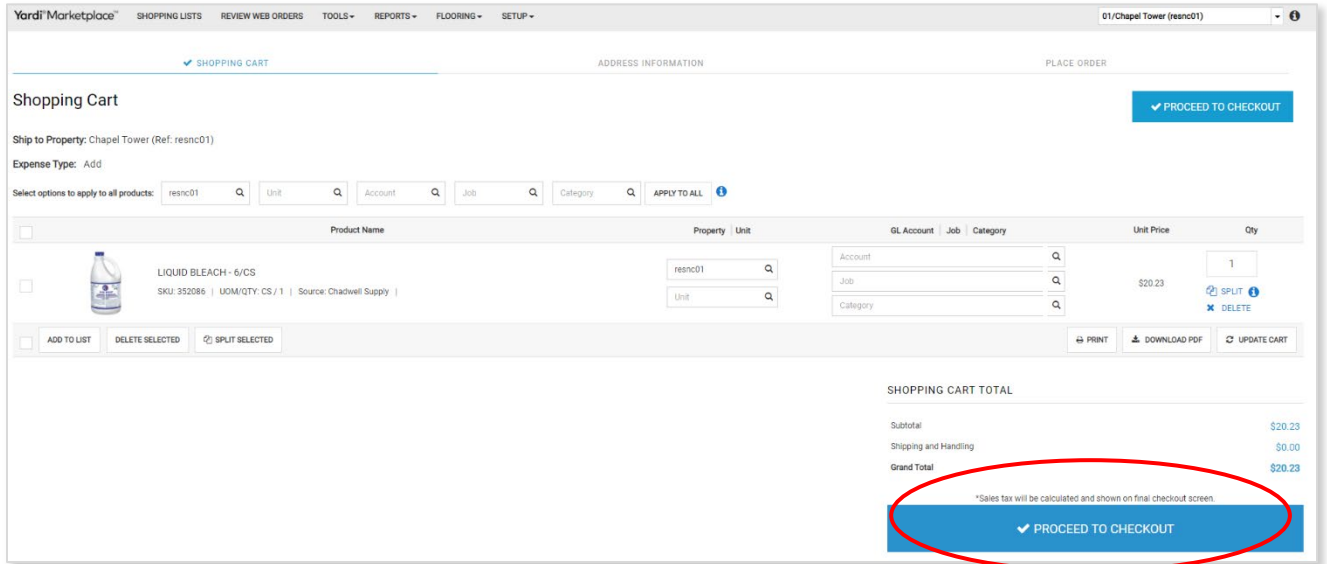 Yardi® Marketplace™ SHOPPING LISTS REVIEW WEB ORDERS TOOLS REPORTS FLOORING SETUP 01/Chapel Tower (resnc01)
SHOPPING CART ADDRESS INFORMATION PLACE ORDER
Shopping Cart
PROCEED TO CHECKOUT
Ship to Property: Chapel Tower (Ref: resnc01)
Expense Type: Add
Select options to apply to all products: resnc01 Unit Account Job Category APPLY TO ALL
Product Name Property | Unit GL Account | Job | Category Unit Price Qty
LIQUID BLEACH - 6/CS
SKU: 352086 | UOM/QTY: CS / 1 | Source: Chadwell Supply |
resnc01
Unit
Account
Job
Category
$20.23
1
SPLIT
DELETE
ADD TO LIST DELETE SELECTED SPLIT SELECTED PRINT DOWNLOAD PDF UPDATE CART
SHOPPING CART TOTAL
Subtotal $20.23
Shipping and Handling $0.00
Grand Total $20.23
*Sales tax will be calculated and shown on final checkout screen.
PROCEED TO CHECKOUT